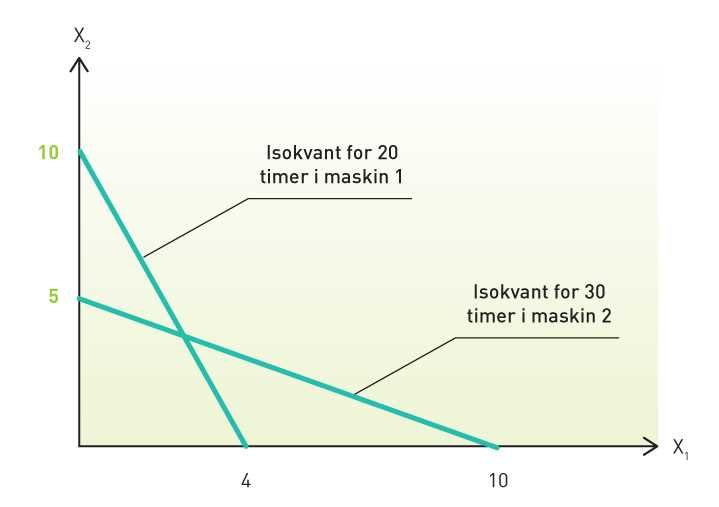 X2
10
Isokvant for 20
timer i maskin 1
5
Isokvant for 30
timer i maskin 2
X1
4
10